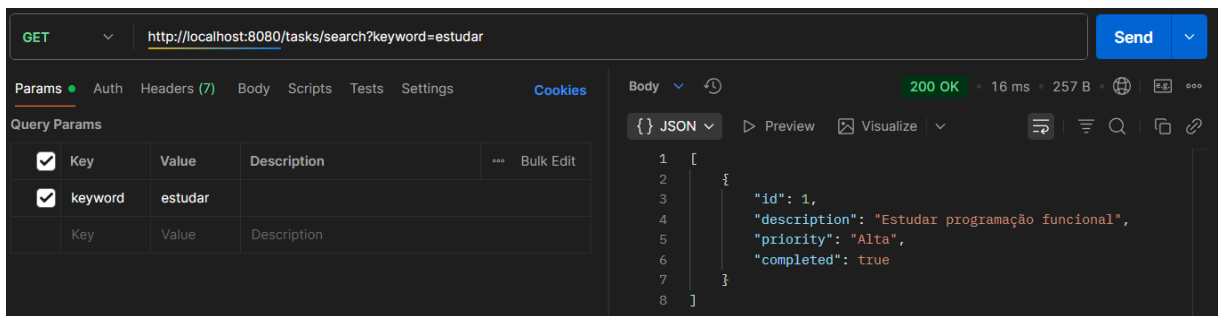 GET http://localhost:8080/tasks/search?keyword=estudar Send
Params Auth Headers (7) Body Scripts Tests Settings Cookies
Query Params
Key Value Description Bulk Edit
keyword estudar
Key Value Description
Body 200 OK 16 ms 257 B e.g.
{} JSON Preview Visualize
1 [
2 {
3 "id": 1,
4 "description": "Estudar programação funcional",
5 "priority": "Alta",
6 "completed": true
7 }
8 ]